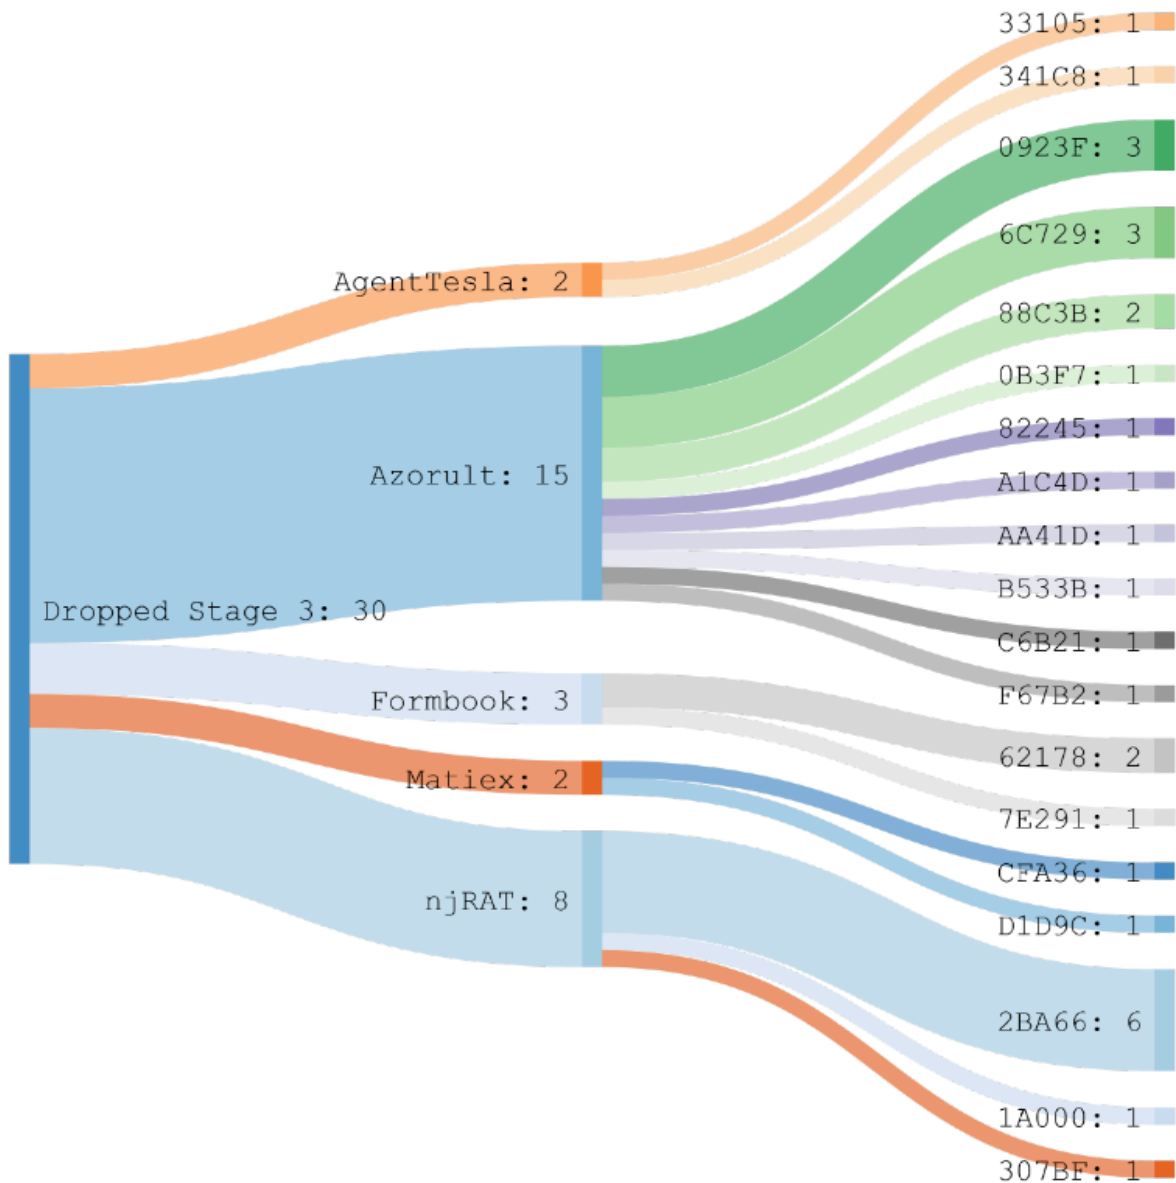 33105: 1
341C8: 1
0923F: 3
6C729: 3
AgentTesla: 2
88C3B: 2
0B3F7: 1
82245: 1
Azorult: 15
A1C4D: 1
AA41D: 1
B533B: 1
Dropped Stage 3: 30
C6B21: 1
F67B2: 1
Formbook: 3
62178: 2
Matiex: 2
7E291: 1
CFA36: 1
njRAT: 8
D1D9C: 1
2BA66: 6
1A000: 1
307BF: 1